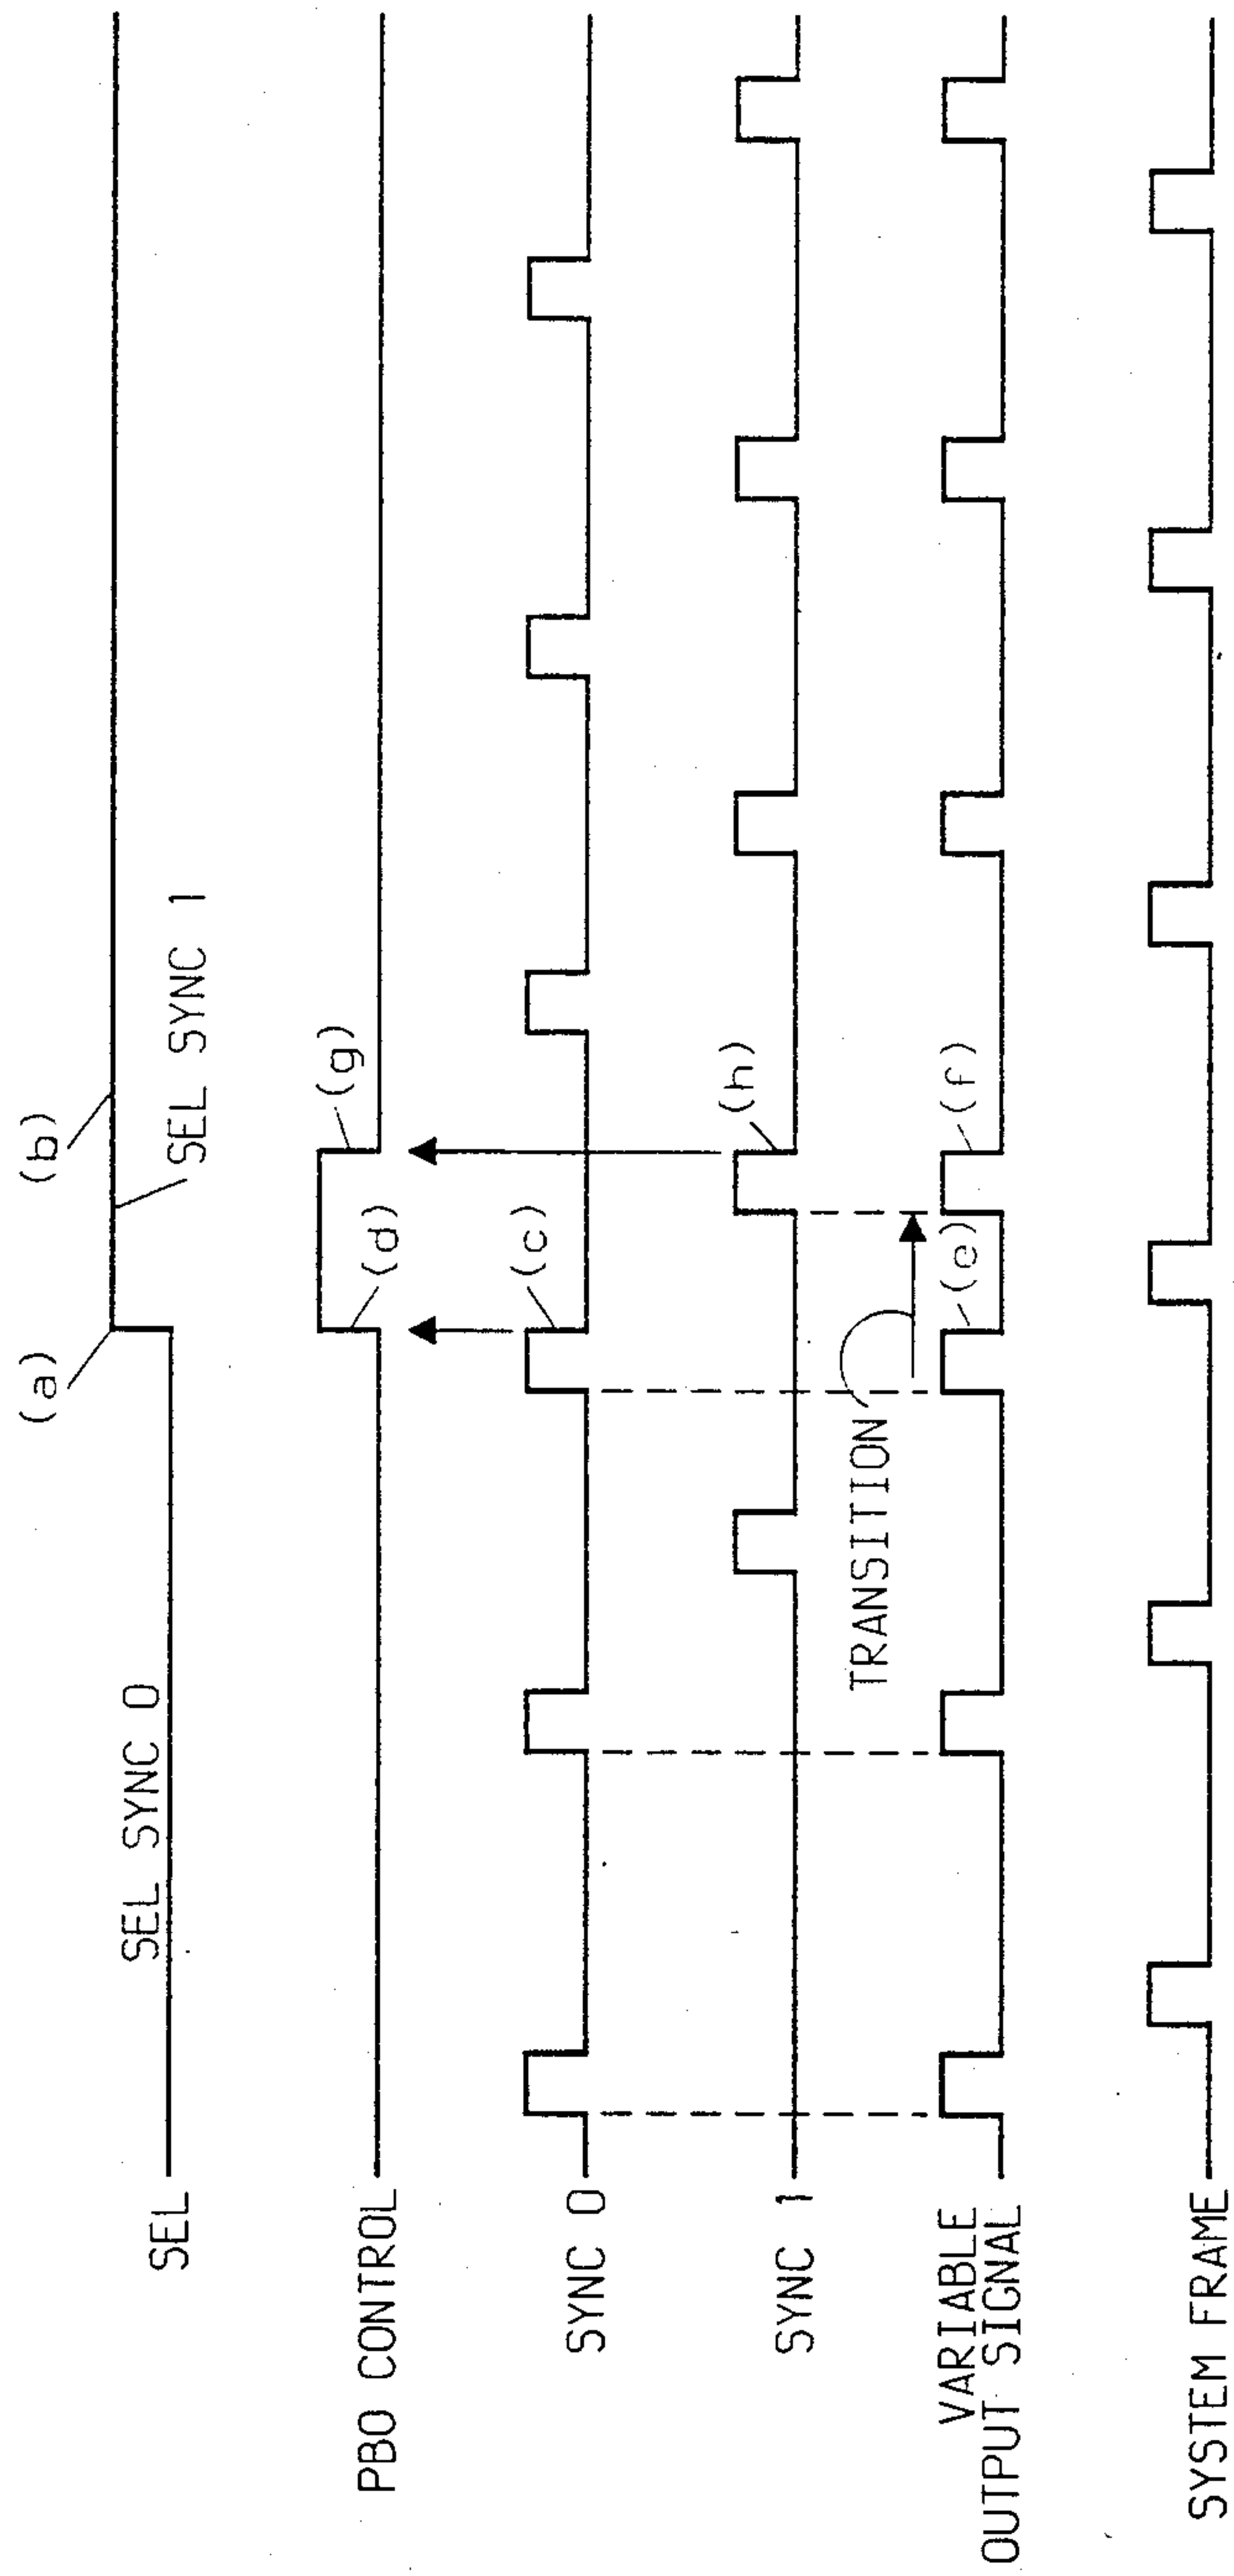 (a)
(b)
SEL
SEL SYNC 0
SEL SYNC 1
PBO CONTROL
(d)
(g)
SYNC 0
(c)
SYNC 1
(h)
TRANSITION
VARIABLE
OUTPUT SIGNAL
(e)
(f)
SYSTEM FRAME